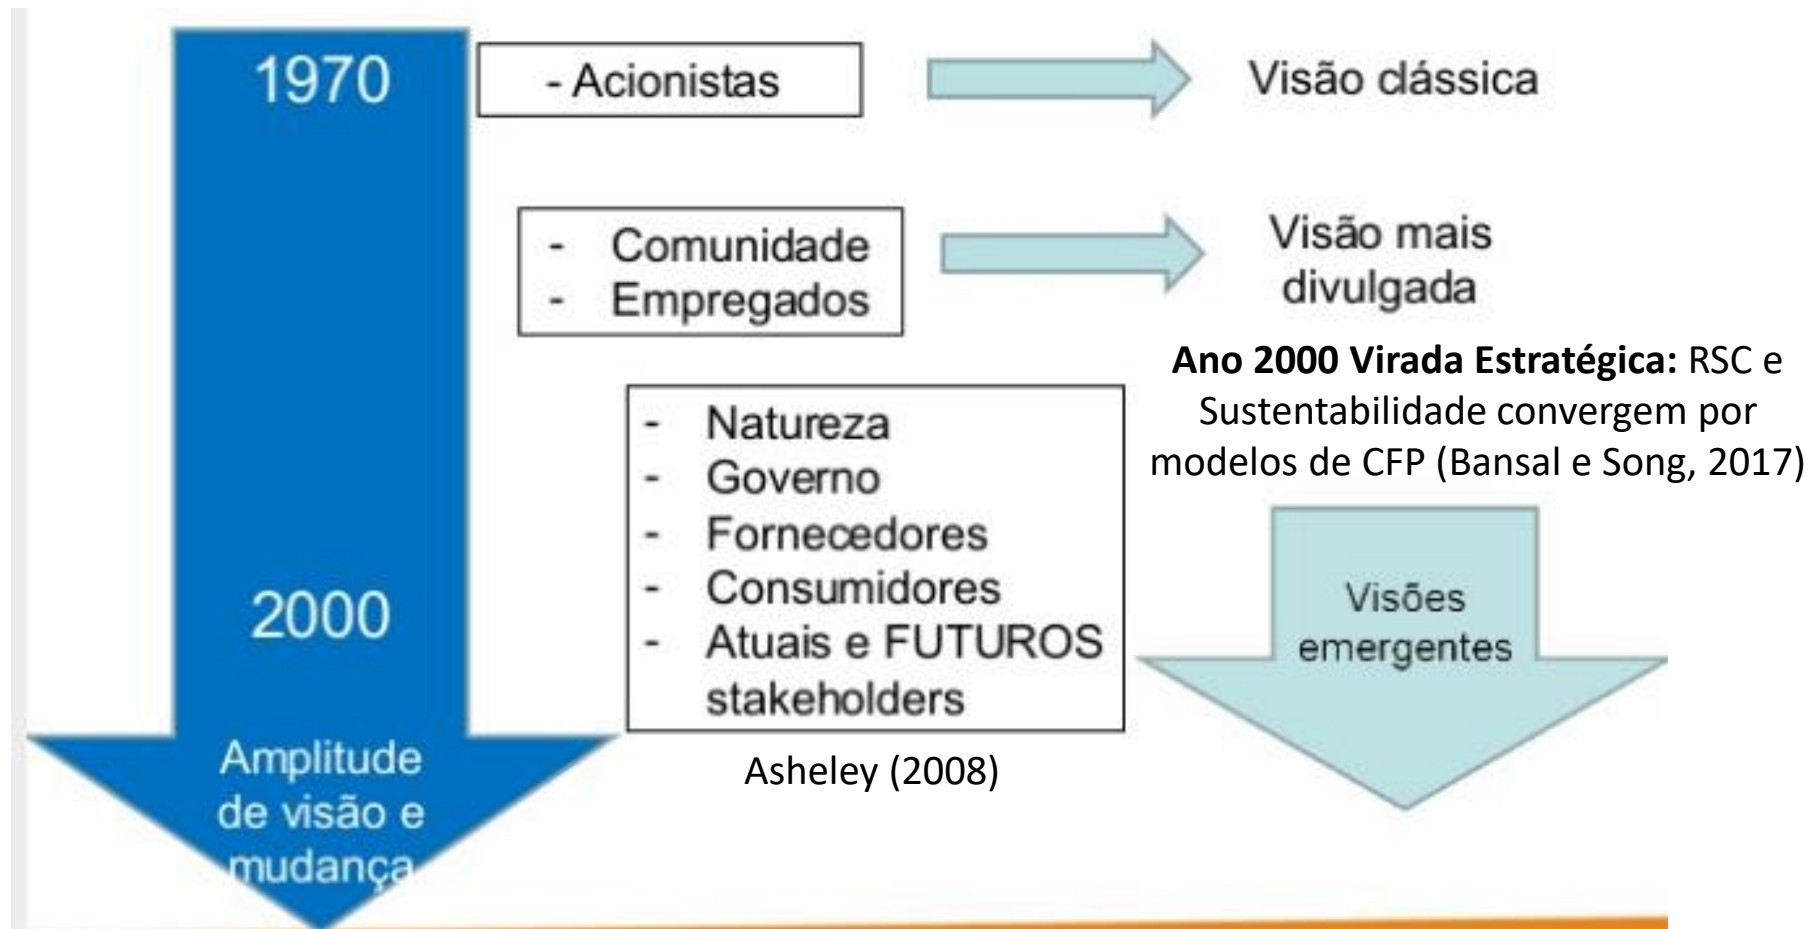 1970
- Acionistas
Visão clássica
- Comunidade
- Empregados
Visão mais
divulgada
Ano 2000 Virada Estratégica: RSC e
Sustentabilidade convergem por
modelos de CFP (Bansal e Song, 2017)
- Natureza
- Governo
- Fornecedores
- Consumidores
- Atuais e FUTUROS
stakeholders
2000
Visões
emergentes
Amplitude
de visão e
mudança
Asheley (2008)